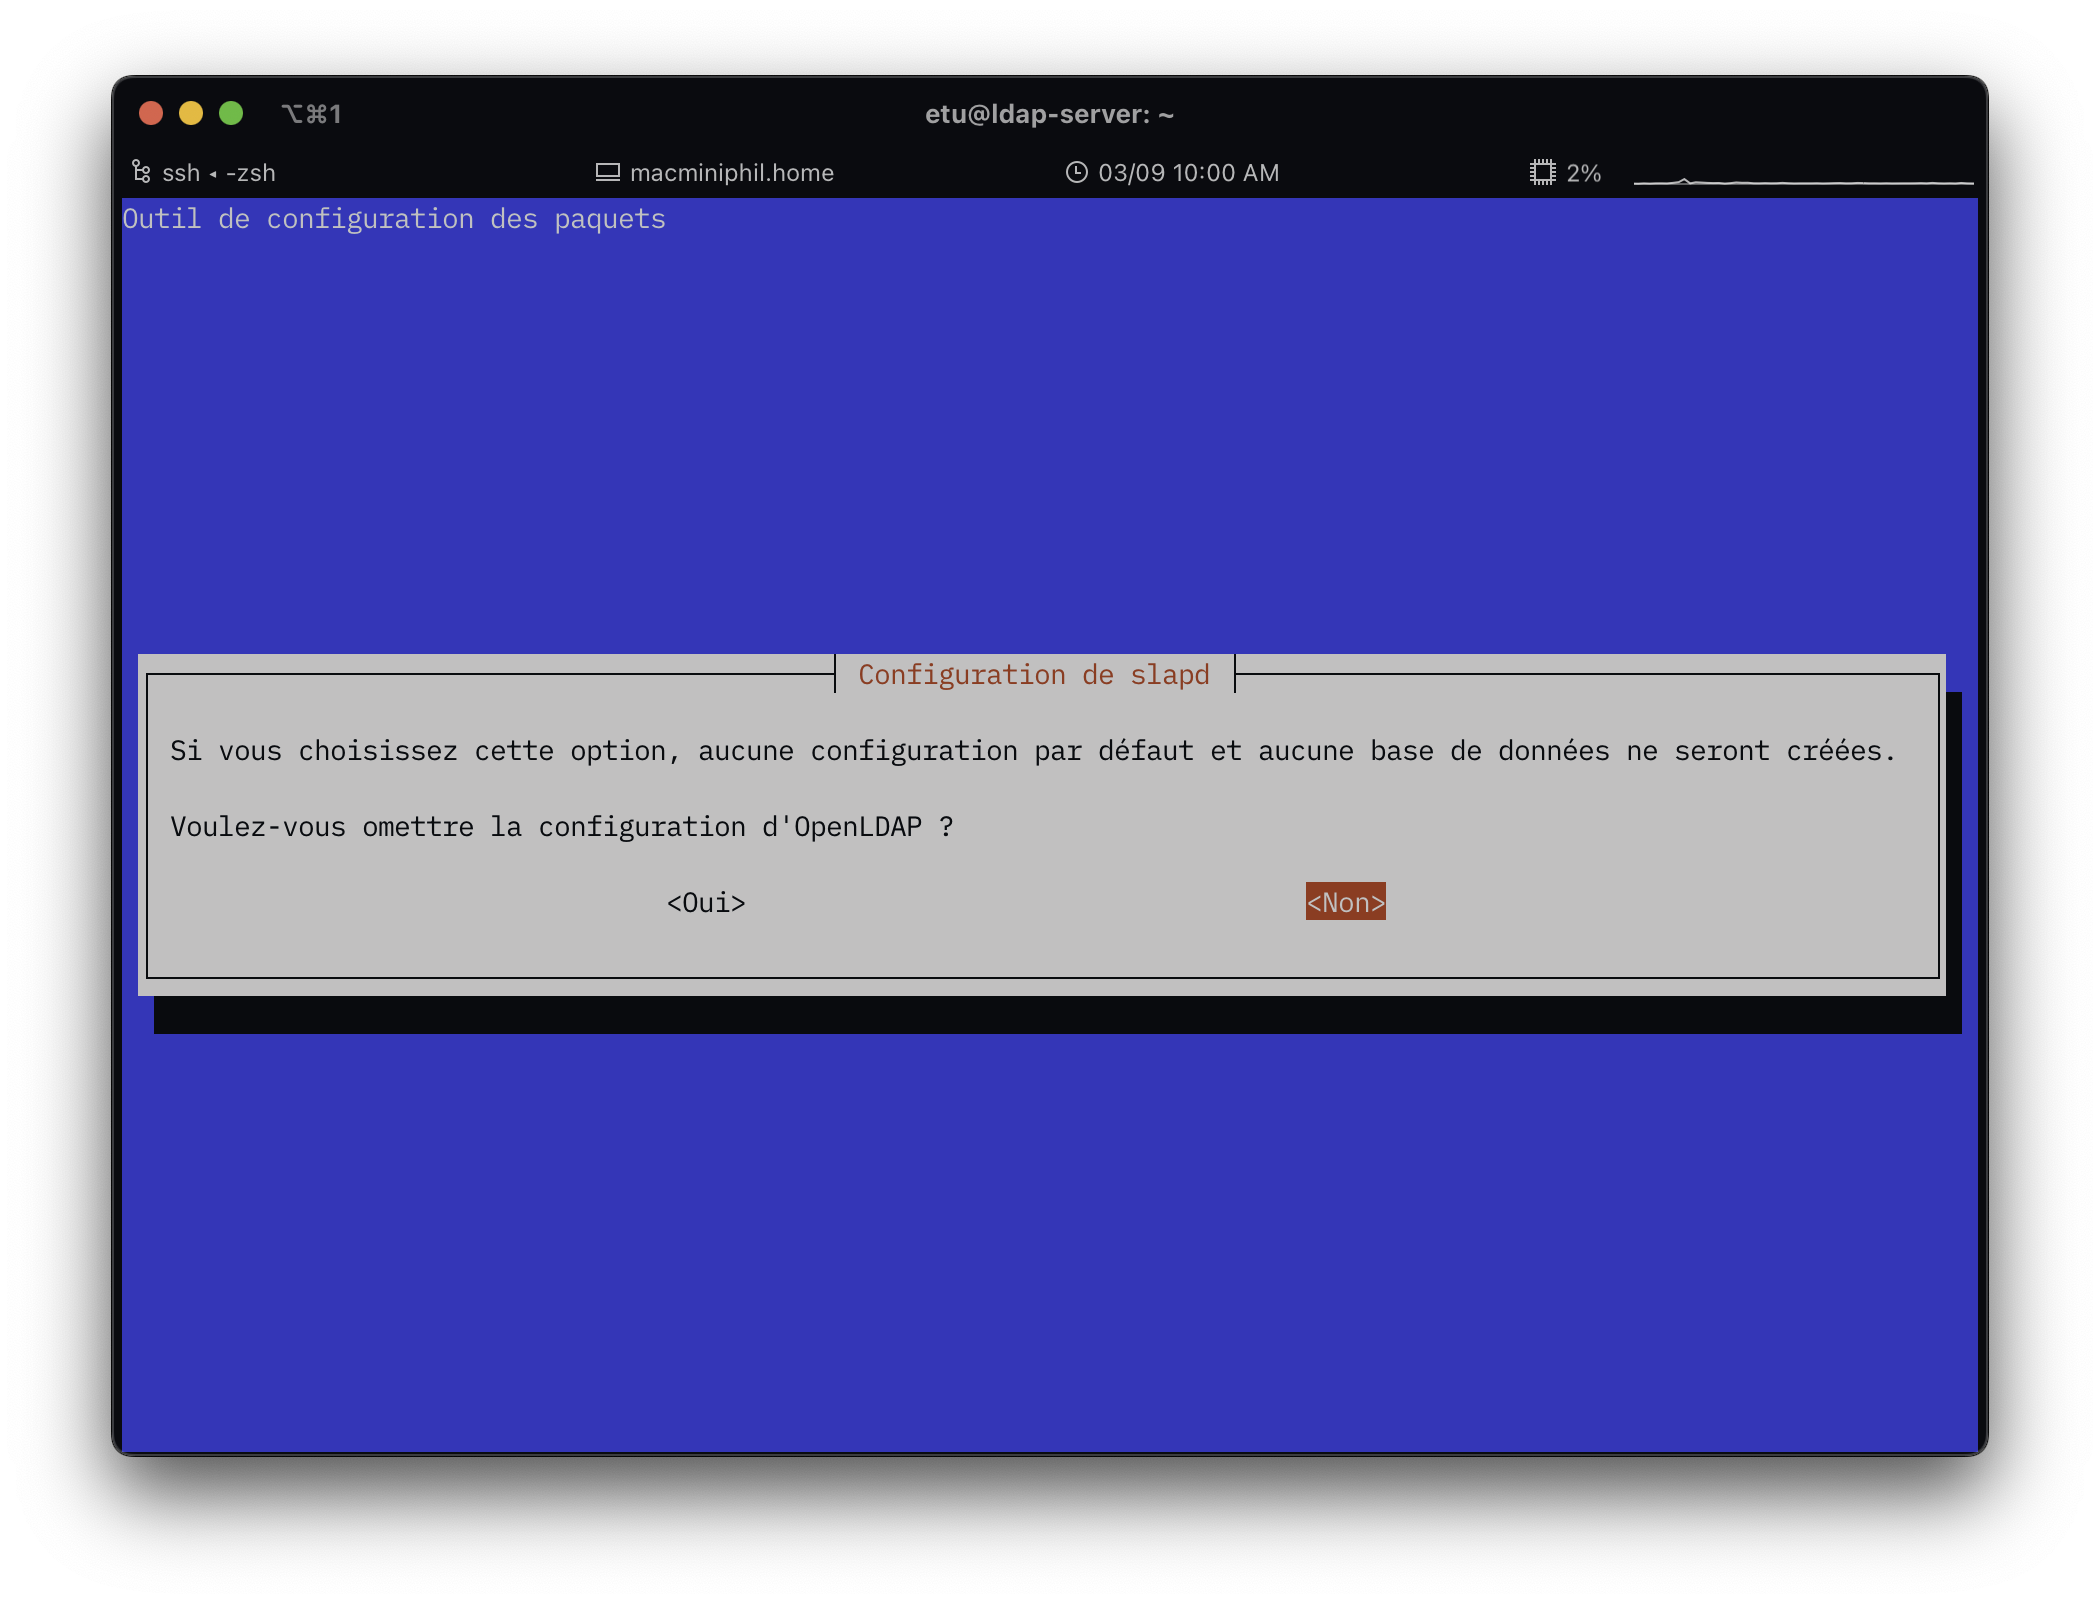 ⌥⌘1
etu@ldap-server: ~
ssh ◂ -zsh
macminiphil.home
03/09 10:00 AM
2%
Outil de configuration des paquets
Configuration de slapd
Si vous choisissez cette option, aucune configuration par défaut et aucune base de données ne seront créées.
Voulez-vous omettre la configuration d'OpenLDAP ?
<Oui>
<Non>